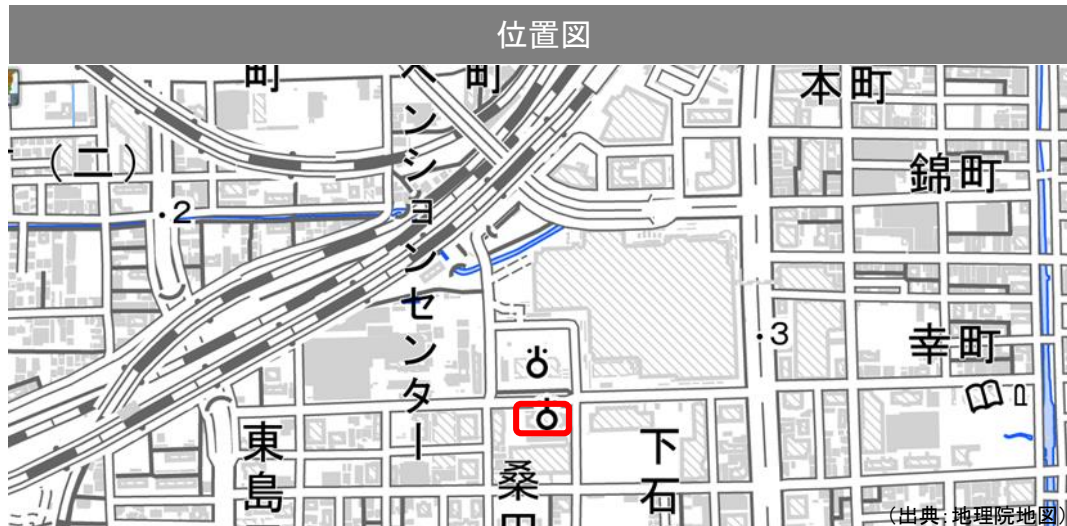 位置図
町
町
本町
(二)
ンションセンター
錦町
・2
・3
幸町
東島
下石
桑田
(出典：地理院地図)